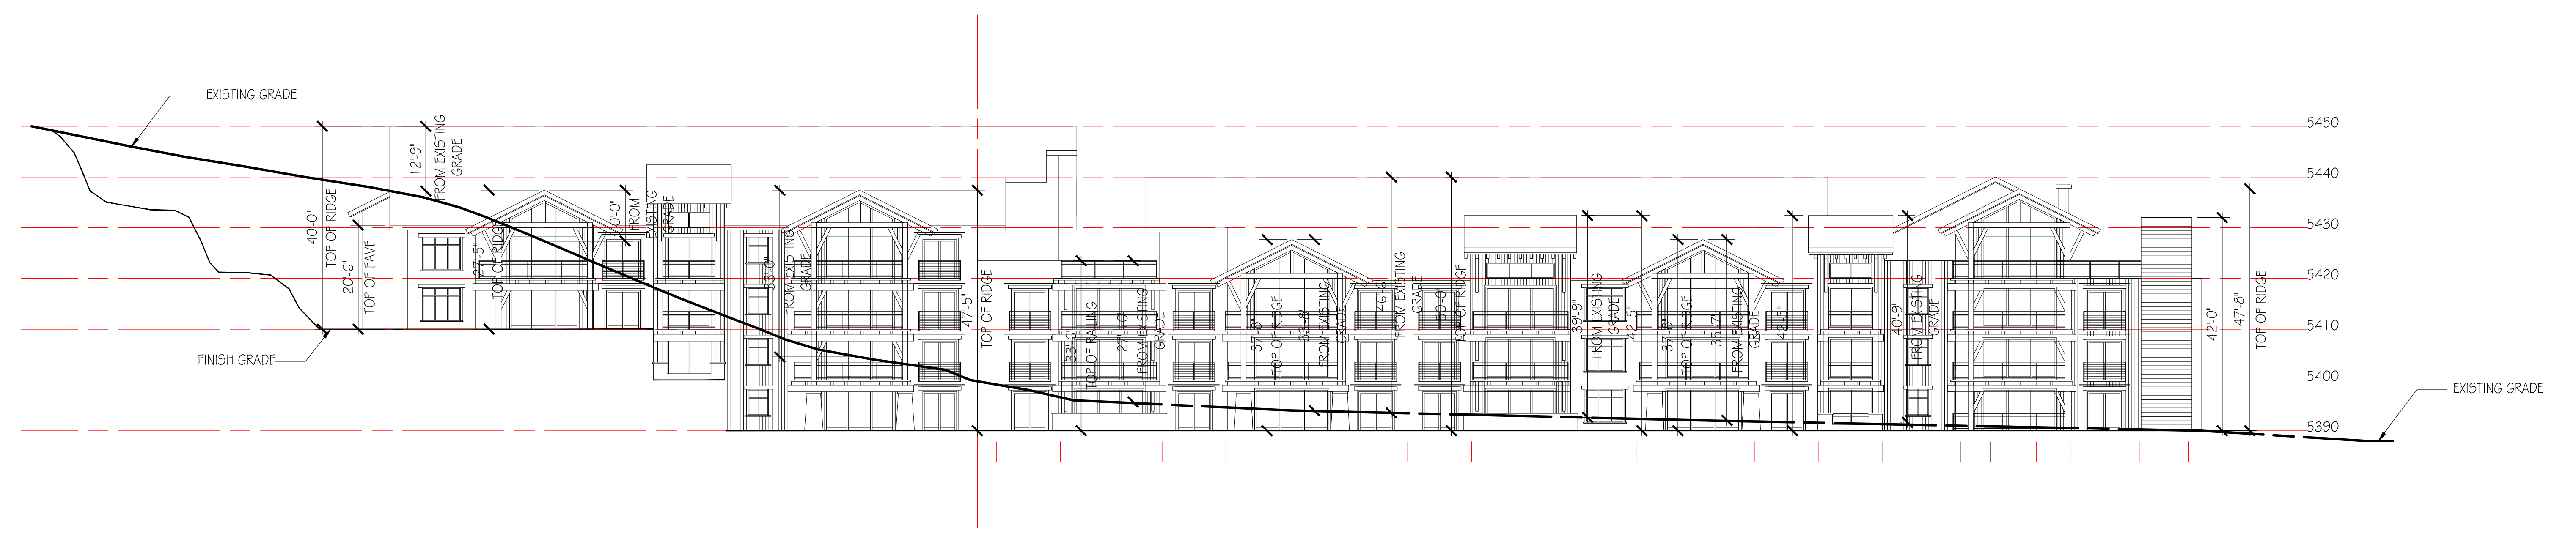 EXISTING GRADE
5450
12'-9"
FROM EXISTING
GRADE
5440
40'-0"
TOP OF RIDGE
20'-6"
TOP OF EAVE
27'-5"
TOP OF RIDGE
FROM
EXISTING
GRADE
5430
33'-0"
FROM EXISTING
GRADE
47'-5"
TOP OF RIDGE
33'-6"
TOP OF RAILING
27'-10"
FROM EXISTING
GRADE
37'-8"
TOP OF RIDGE
33'-8"
FROM EXISTING
GRADE
46'-6"
FROM EXISTING
GRADE
50'-0"
TOP OF RIDGE
39'-9"
FROM EXISTING
GRADE
42'-5"
37'-8"
TOP OF RIDGE
35'-7"
FROM EXISTING
GRADE
42'-5"
40'-9"
FROM EXISTING
GRADE
42'-0"
47'-8"
TOP OF RIDGE
5420
5410
FINISH GRADE
5400
EXISTING GRADE
5390